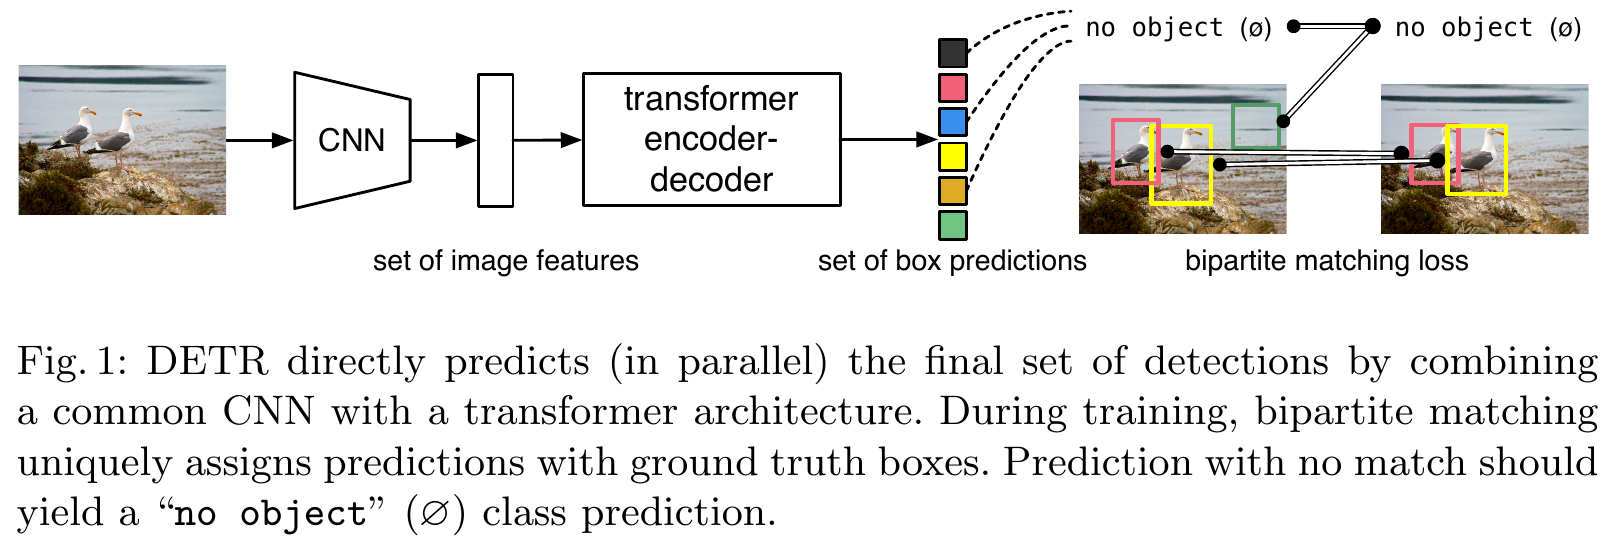 no object (ø) no object (ø)
CNN
transformer
encoder-
decoder
set of image features
set of box predictions
bipartite matching loss
Fig. 1: DETR directly predicts (in parallel) the final set of detections by combining
a common CNN with a transformer architecture. During training, bipartite matching
uniquely assigns predictions with ground truth boxes. Prediction with no match should
yield a “no object” (∅) class prediction.